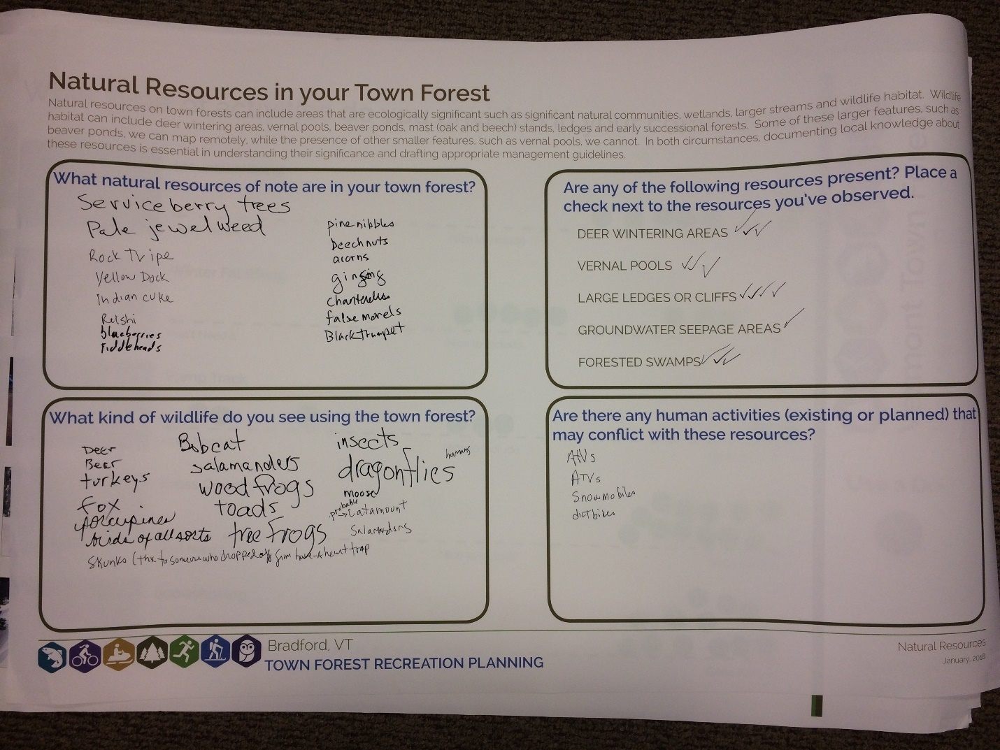 Natural Resources in your Town Forest
Natural resources on town forests can include areas that are ecologically significant such as significant natural communities, wetlands, larger streams and wildlife habitat. Wildlife
habitat can include deer wintering areas, vernal pools, beaver ponds, mast (oak and beech) stands, ledges and early successional forests. Some of these larger features, such as
beaver ponds, we can map remotely, while the presence of other smaller features, such as vernal pools, we cannot. In both circumstances, documenting local knowledge about
these resources is essential in understanding their significance and drafting appropriate management guidelines.
What natural resources of note are in your town forest?
Serviceberry trees
Pale jewelweed
Rock Tripe
Yellow Dock
Indian cuke
Reishi
blueberries
Fiddleheads
pine nibbles
beechnuts
acorns
ginsing
chanterelles
false morels
Black trumpet
Are any of the following resources present? Place a
check next to the resources you've observed.
DEER WINTERING AREAS ✓✓✓
VERNAL POOLS ✓✓✓
LARGE LEDGES OR CLIFFS ✓✓✓✓
GROUNDWATER SEEPAGE AREAS ✓
FORESTED SWAMPS ✓✓✓
What kind of wildlife do you see using the town forest?
Deer
Bear
turkeys
fox
porcupines
birds of all sorts
Bobcat
salamanders
wood frogs
toads
tree frogs
insects
humans
dragonflies
moose
probable
→ Catamount
Salamandars
Skunks (thx to someone who dropped off from have-a-heart trap
Are there any human activities (existing or planned) that
may conflict with these resources?
ATVs
ATVs
Snowmobiles
dirtbikes
Bradford, VT
TOWN FOREST RECREATION PLANNING
Natural Resources
January, 2018